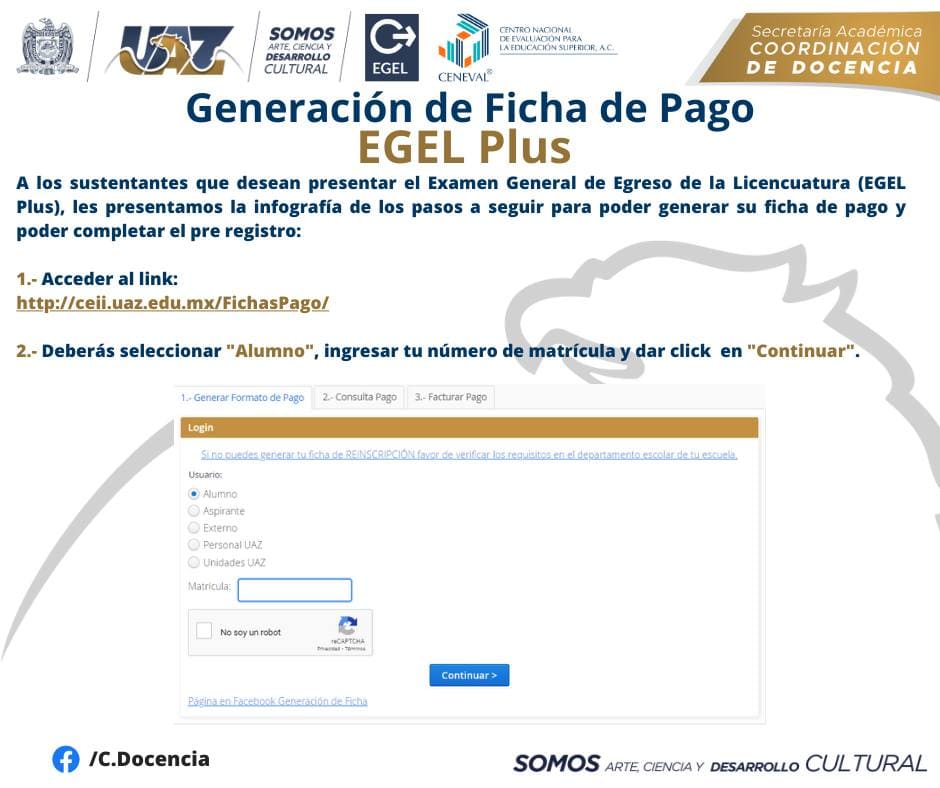 UAZ
SOMOS
ARTE, CIENCIA Y
DESARROLLO
CULTURAL
EGEL
CENEVAL®
CENTRO NACIONAL
DE EVALUACIÓN PARA
LA EDUCACIÓN SUPERIOR, A.C.
Secretaría Académica
COORDINACIÓN
DE DOCENCIA
Generación de Ficha de Pago
EGEL Plus
A los sustentantes que desean presentar el Examen General de Egreso de la Licencuatura (EGEL
Plus), les presentamos la infografía de los pasos a seguir para poder generar su ficha de pago y
poder completar el pre registro:
1.- Acceder al link:
http://ceii.uaz.edu.mx/FichasPago/
2.- Deberás seleccionar "Alumno", ingresar tu número de matrícula y dar click en "Continuar".
1.- Generar Formato de Pago
2.- Consulta Pago
3.- Facturar Pago
Login
Si no puedes generar tu ficha de REINSCRIPCIÓN favor de verificar los requisitos en el departamento escolar de tu escuela.
Usuario:
Alumno
Aspirante
Externo
Personal UAZ
Unidades UAZ
Matrícula:
No soy un robot
reCAPTCHA
Privacidad - Términos
Continuar >
Página en Facebook Generación de Ficha
/C.Docencia
SOMOS ARTE, CIENCIA Y DESARROLLO CULTURAL